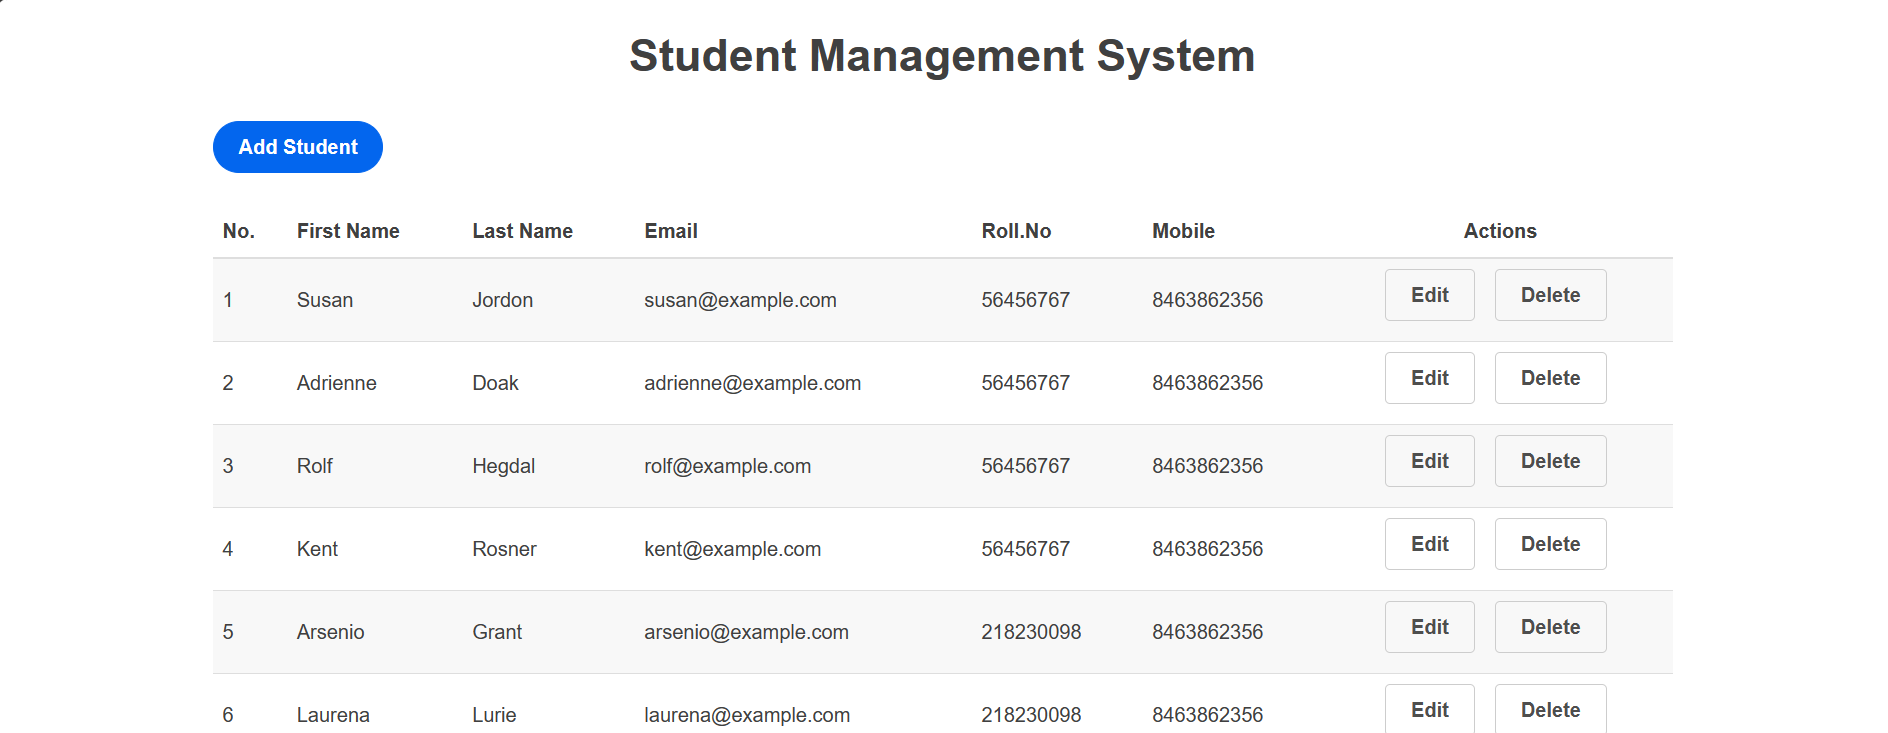 Student Management System
Add Student
No. First Name Last Name Email Roll.No Mobile Actions
1 Susan Jordon susan@example.com 56456767 8463862356 Edit Delete
2 Adrienne Doak adrienne@example.com 56456767 8463862356 Edit Delete
3 Rolf Hegdal rolf@example.com 56456767 8463862356 Edit Delete
4 Kent Rosner kent@example.com 56456767 8463862356 Edit Delete
5 Arsenio Grant arsenio@example.com 218230098 8463862356 Edit Delete
6 Laurena Lurie laurena@example.com 218230098 8463862356 Edit Delete